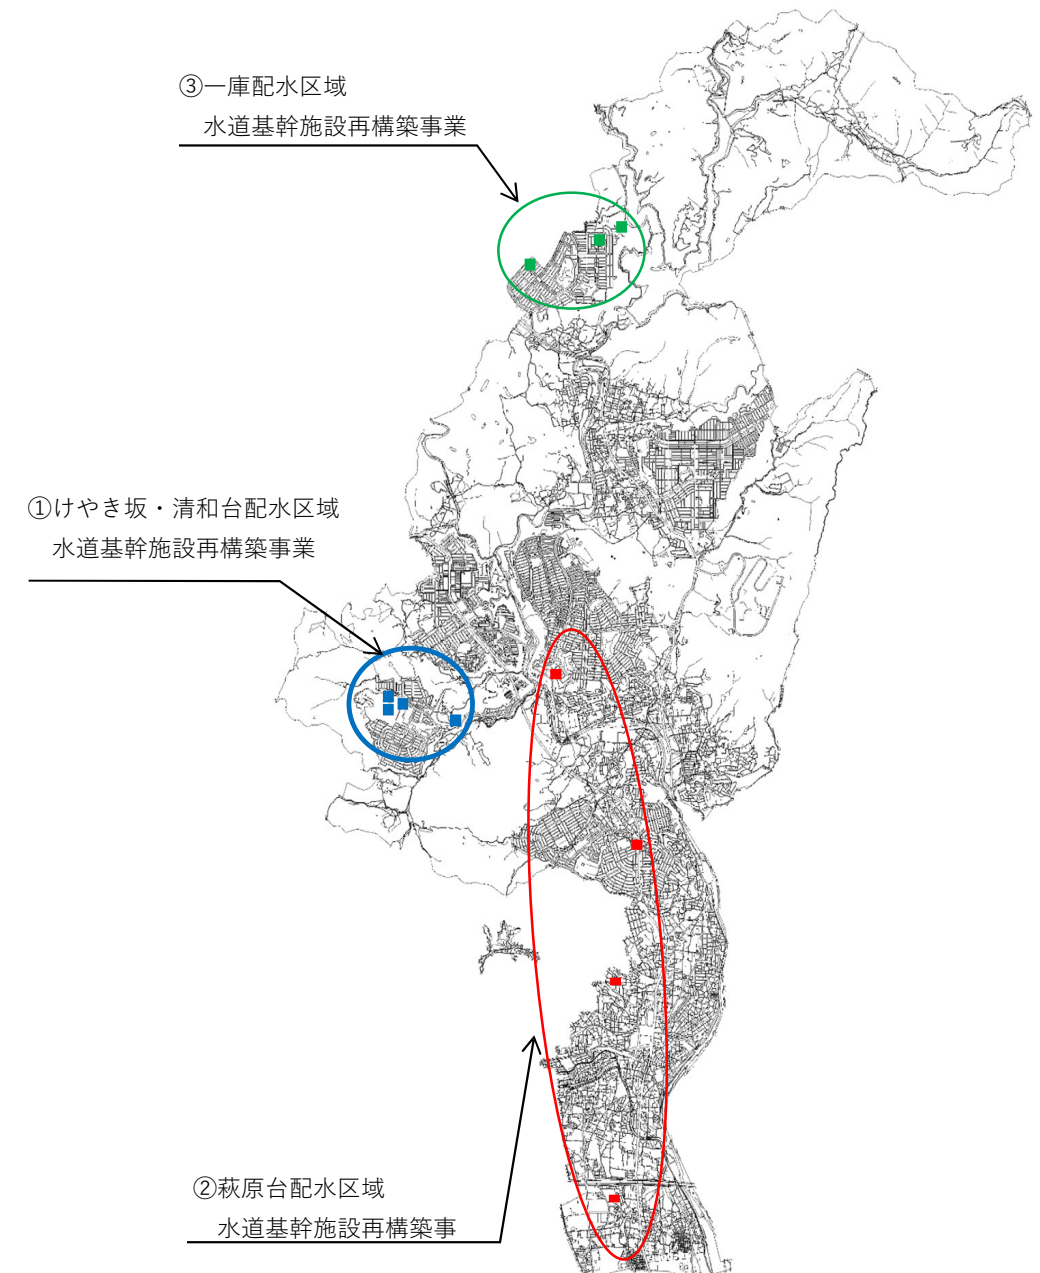 ③一庫配水区域
水道基幹施設再構築事業
①けやき坂・清和台配水区域
水道基幹施設再構築事業
②萩原台配水区域
水道基幹施設再構築事